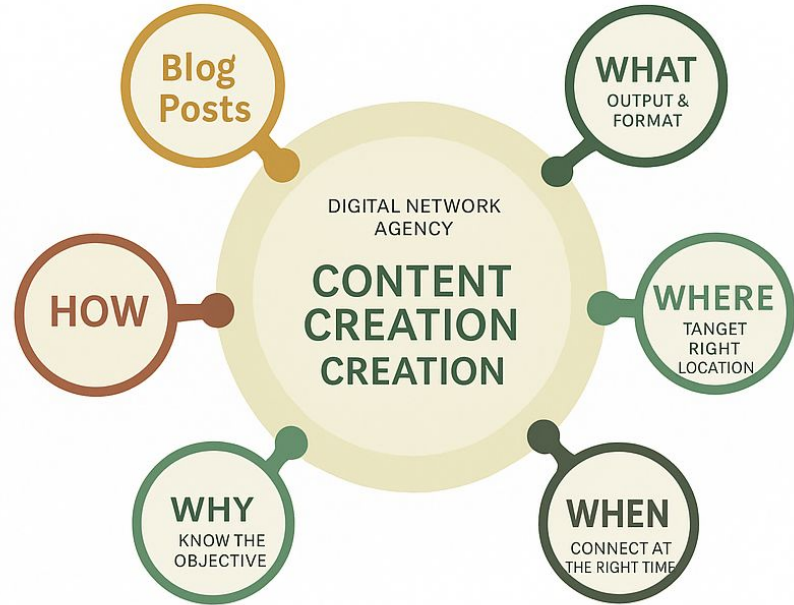 Blog
Posts
WHAT
OUTPUT &
FORMAT
DIGITAL NETWORK
AGENCY
CONTENT
CREATION
CREATION
HOW
WHERE
TANGET
RIGHT
LOCATION
WHY
KNOW THE
OBJECTIVE
WHEN
CONNECT AT
THE RIGHT TIME